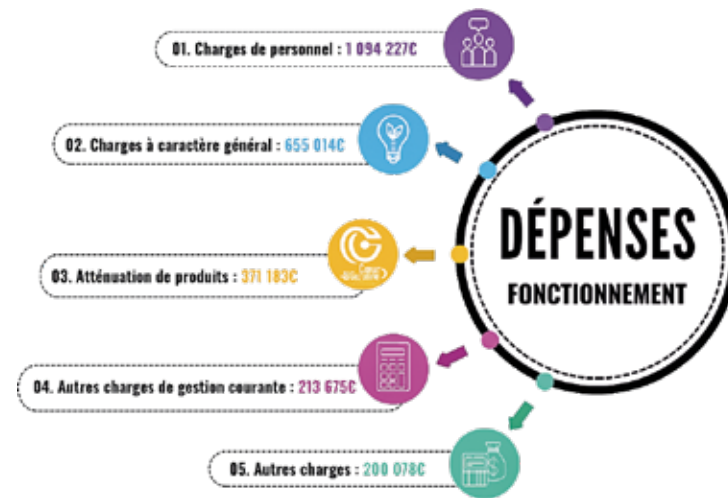 01. Charges de personnel : 1 094 227€
02. Charges à caractère général : 655 014€
DÉPENSES
FONCTIONNEMENT
03. Atténuation de produits : 371 183€
04. Autres charges de gestion courante : 213 675€
05. Autres charges : 200 078€